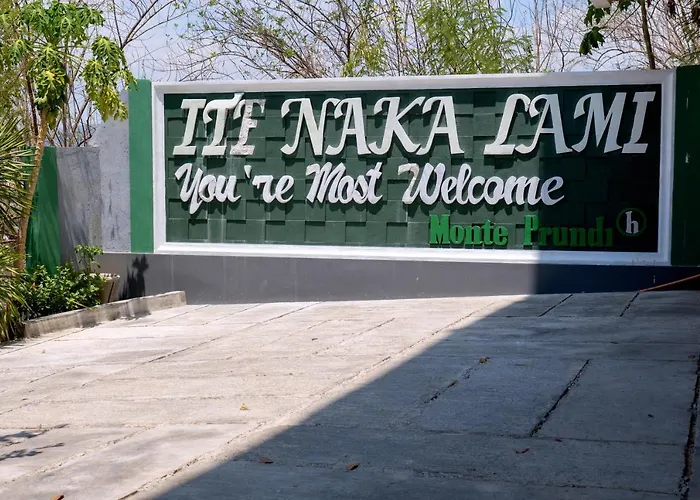 ITE NAKA LAMI
You're Most Welcome
Monte Prundi h